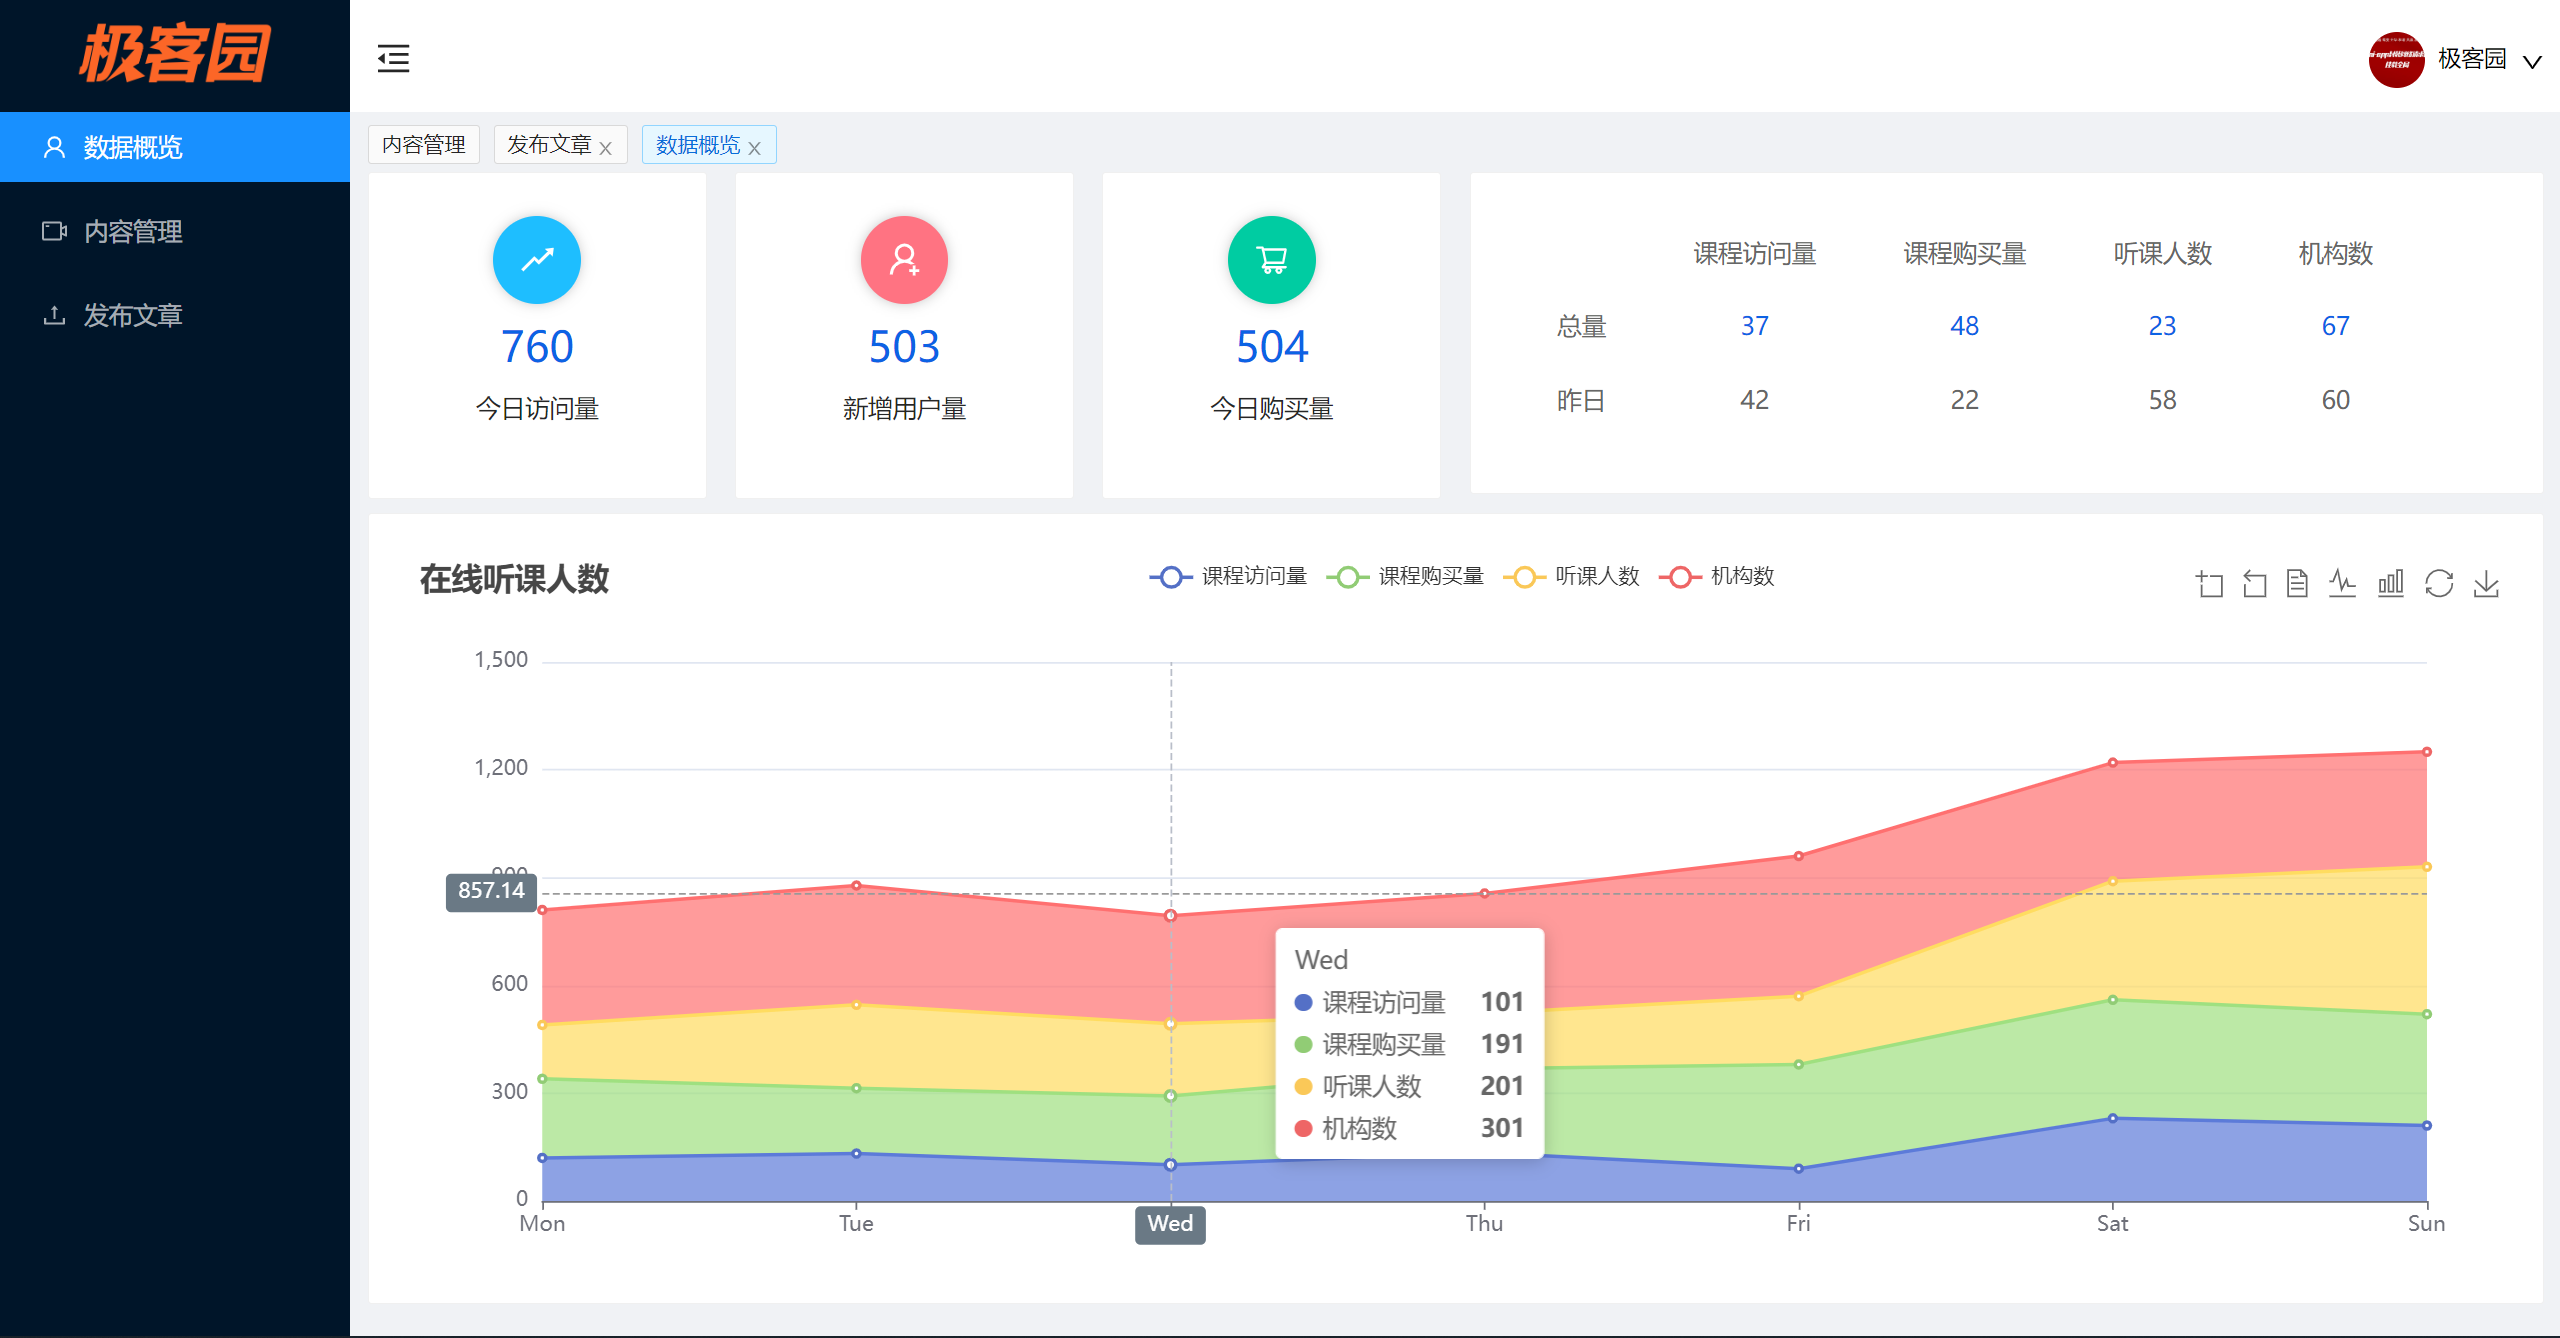 极客园
极客园
数据概览
内容管理
发布文章
内容管理
发布文章 x
数据概览 x
760
今日访问量
503
新增用户量
504
今日购买量
课程访问量 课程购买量 听课人数 机构数
总量 37 48 23 67
昨日 42 22 58 60
在线听课人数
课程访问量 课程购买量 听课人数 机构数
1,500
1,200
900
857.14
600
300
0
Wed
课程访问量 101
课程购买量 191
听课人数 201
机构数 301
Mon Tue Wed Thu Fri Sat Sun